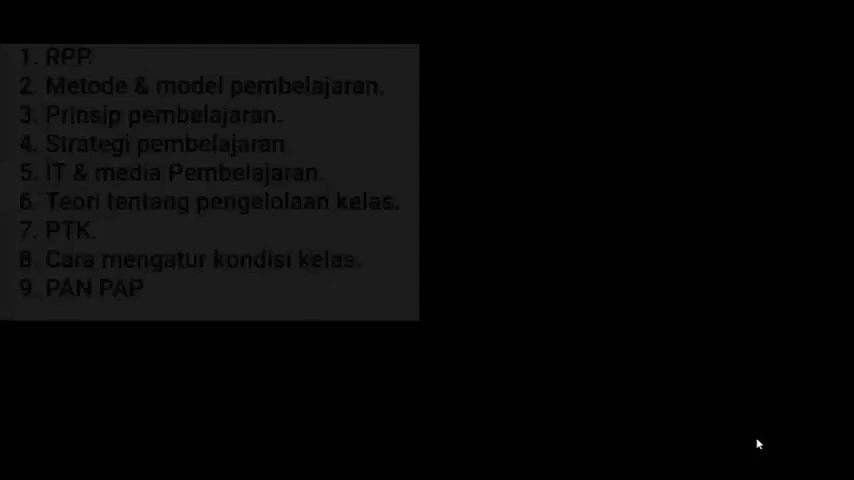 1. RPP.
2. Metode & model pembelajaran.
3. Prinsip pembelajaran.
4. Strategi pembelajaran.
5. IT & media Pembelajaran.
6. Teori tentang pengelolaan kelas.
7. PTK.
8. Cara mengatur kondisi kelas.
9. PAN PAP